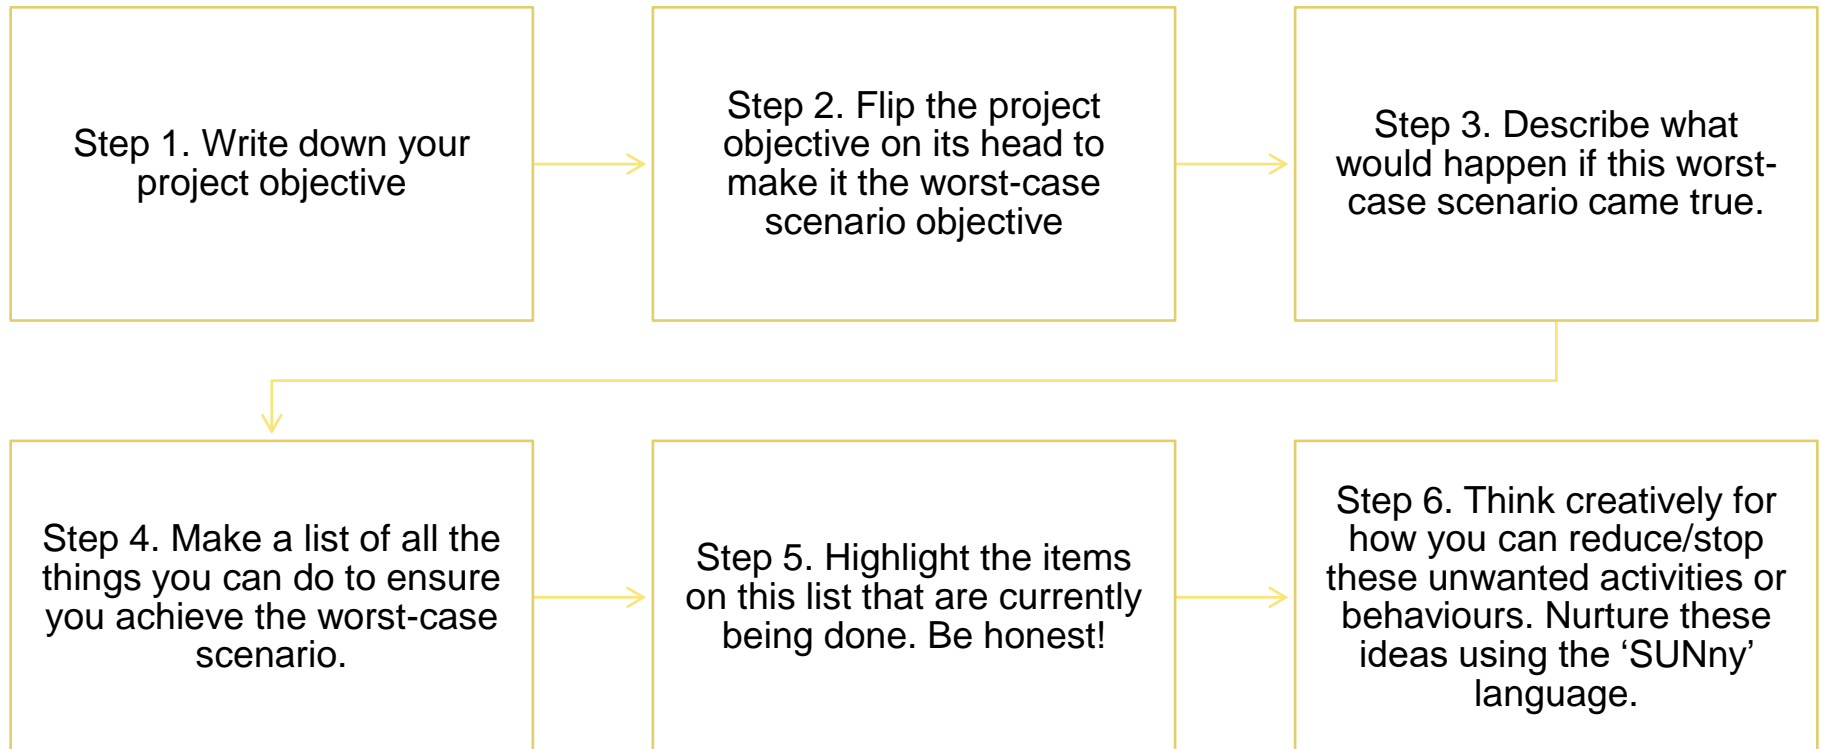 Step 1. Write down your
project objective
Step 2. Flip the project
objective on its head to
make it the worst-case
scenario objective
Step 3. Describe what
would happen if this worst-
case scenario came true.
Step 4. Make a list of all the
things you can do to ensure
you achieve the worst-case
scenario.
Step 5. Highlight the items
on this list that are currently
being done. Be honest!
Step 6. Think creatively for
how you can reduce/stop
these unwanted activities or
behaviours. Nurture these
ideas using the ‘SUNny’
language.